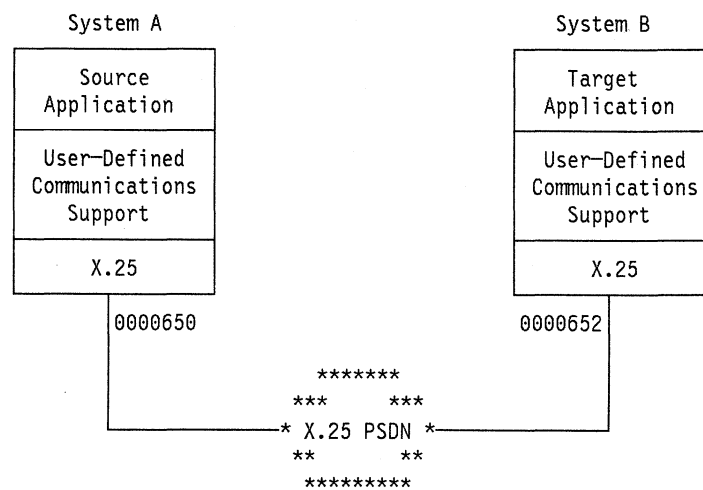 System A
System B
Source
Application
User-Defined
Communications
Support
X.25
Target
Application
User-Defined
Communications
Support
X.25
0000650
0000652
*******
*** ***
* X.25 PSDN *
** **
*********